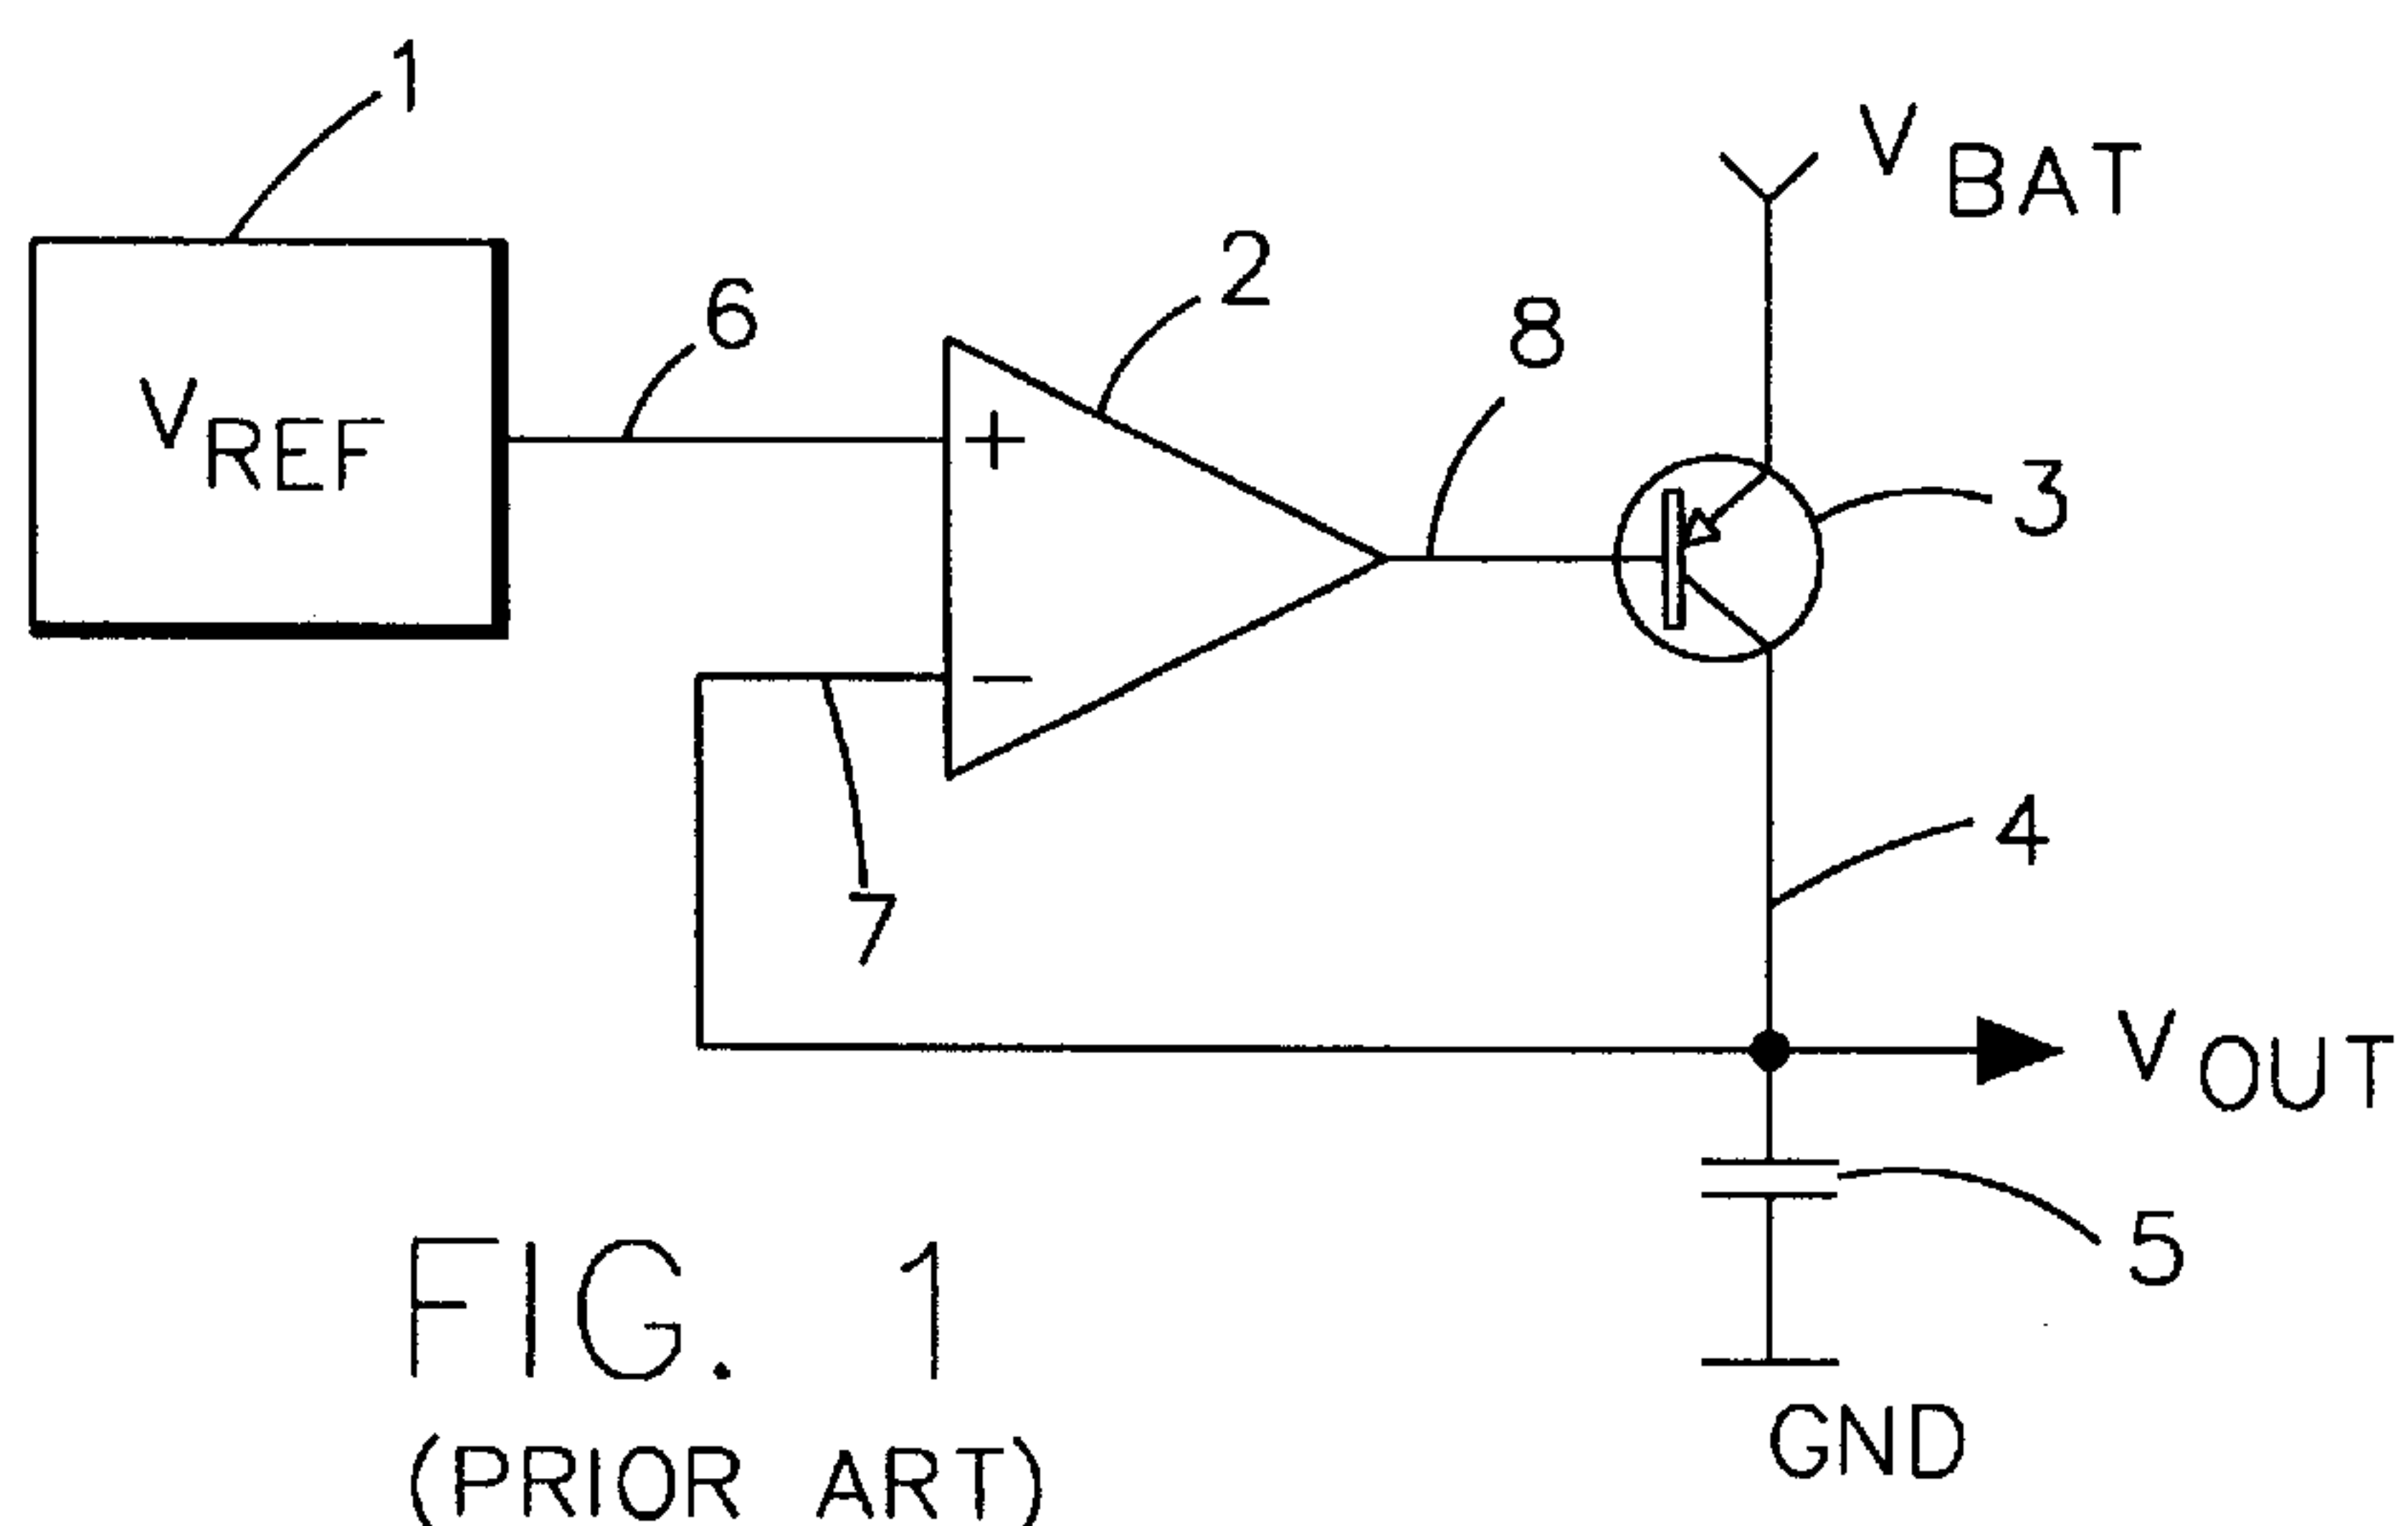 1
V BAT
2
6
8
V REF
+
3
−
4
7
V OUT
5
FIG. 1
GND
(PRIOR ART)